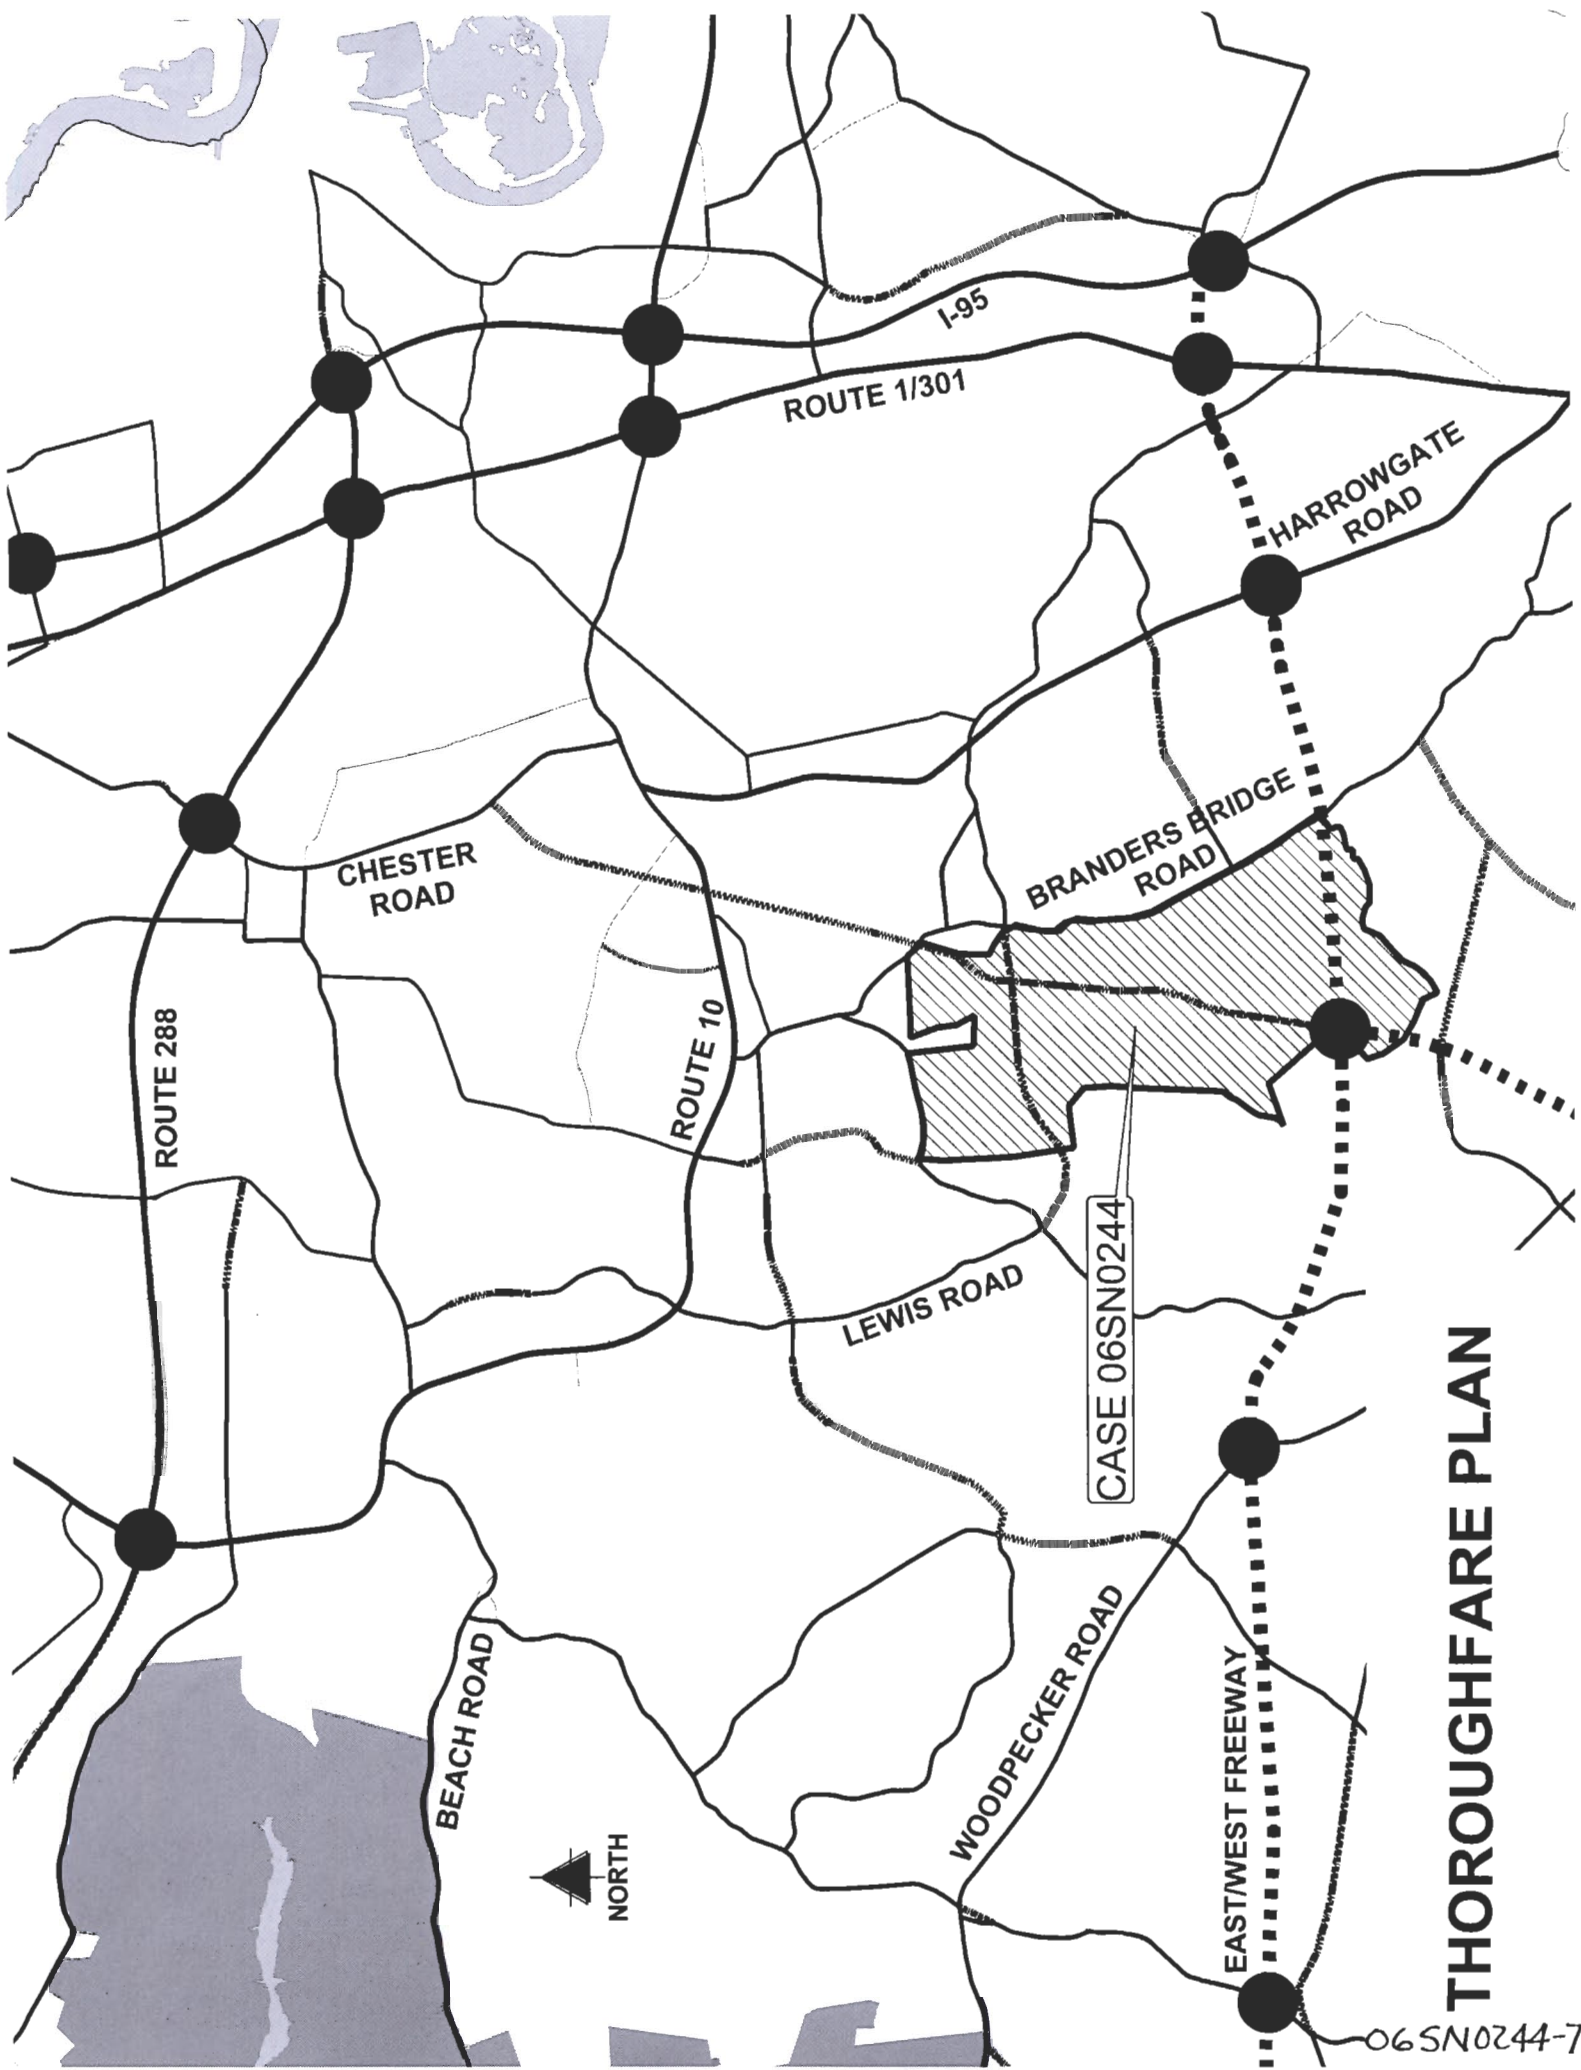 I-95
ROUTE 1/301
HARROWGATE
ROAD
CHESTER
ROAD
BRANDERS BRIDGE
ROAD
ROUTE 288
ROUTE 10
LEWIS ROAD
CASE 06SN0244
BEACH ROAD
WOODPECKER ROAD
EAST/WEST FREEWAY
NORTH
THOROUGHFARE PLAN
06SN0244-7